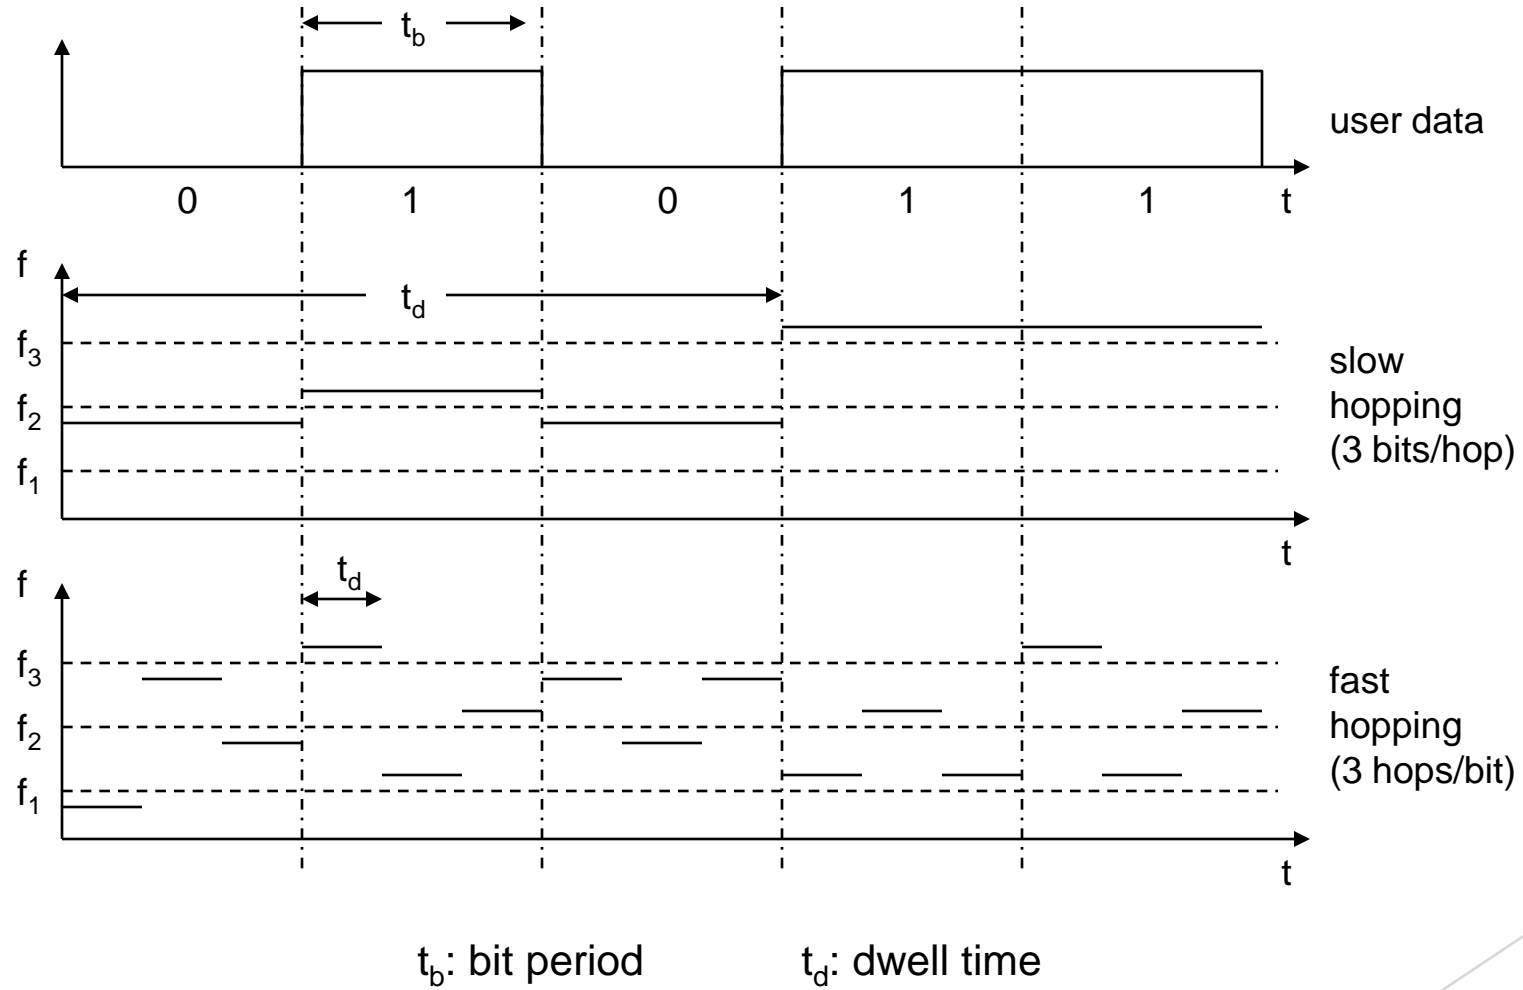 t_b
user data
0 1 0 1 1 t
f
t_d
f_3
slow
f_2
hopping
(3 bits/hop)
f_1
t
f
t_d
f_3
fast
f_2
hopping
(3 hops/bit)
f_1
t
t_b: bit period t_d: dwell time